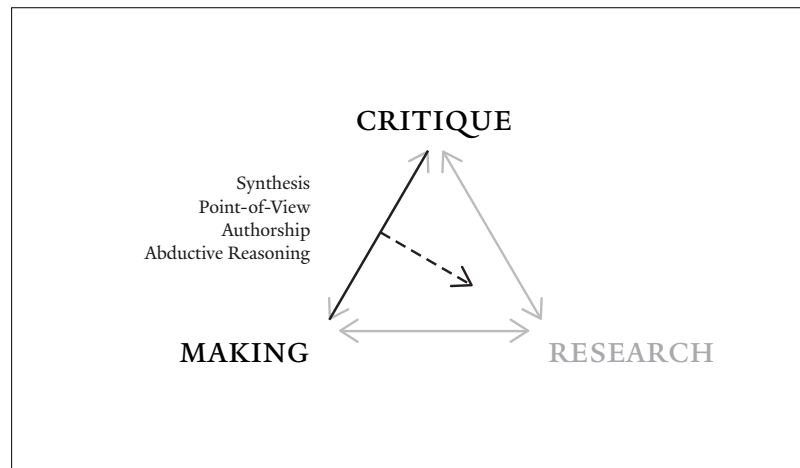 CRITIQUE
Synthesis
Point-of-View
Authorship
Abductive Reasoning
MAKING
RESEARCH